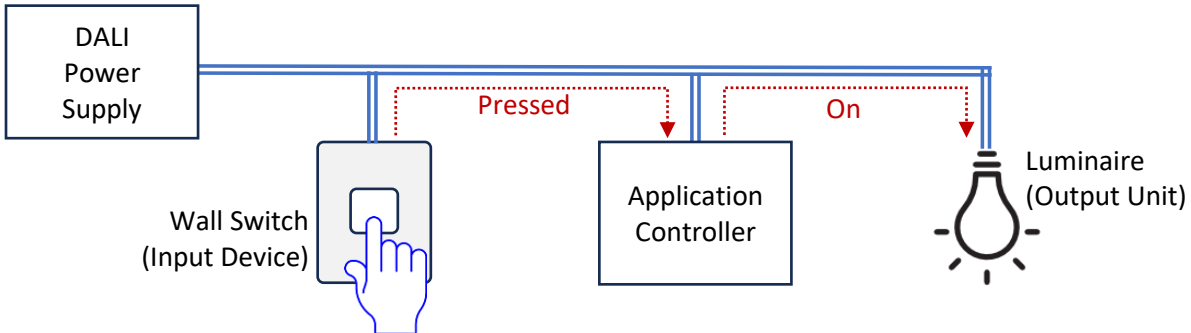 DALI
Power
Supply
Pressed
On
Wall Switch
(Input Device)
Application
Controller
Luminaire
(Output Unit)